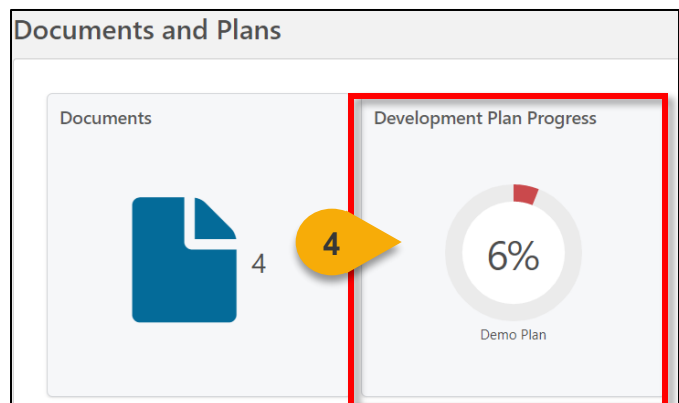 Documents and Plans
Documents
4
4
Development Plan Progress
6%
Demo Plan